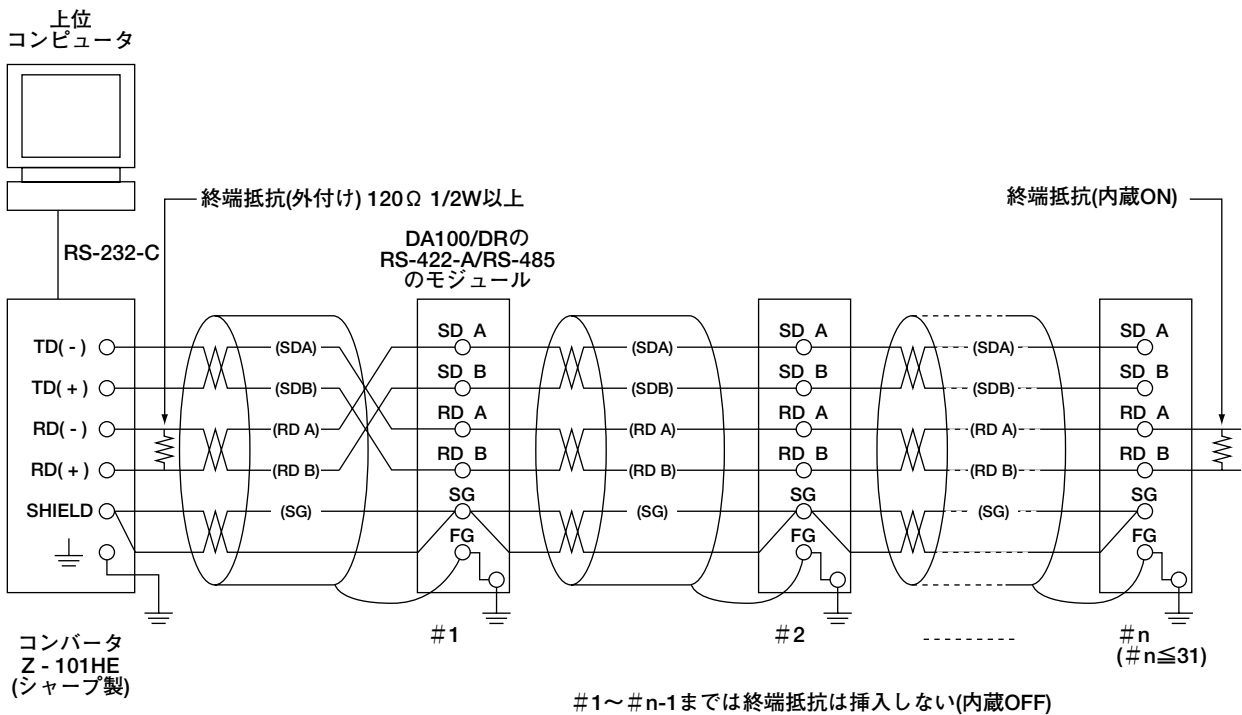 上位
コンピュータ
RS-232-C
終端抵抗(外付け) 120Ω 1/2W以上
終端抵抗(内蔵ON)
DA100/DRの
RS-422-A/RS-485
のモジュール
TD( - )
TD( + )
RD( - )
RD( + )
SHIELD
(SDA)
(SDB)
(RD A)
(RD B)
(SG)
SD A
SD B
RD A
RD B
SG
FG
(SDA)
(SDB)
(RD A)
(RD B)
(SG)
SD A
SD B
RD A
RD B
SG
FG
(SDA)
(SDB)
(RD A)
(RD B)
(SG)
SD A
SD B
RD A
RD B
SG
FG
コンバータ
Z - 101HE
(シャープ製)
#1
#2
#n
(#n≦31)
#1〜#n-1までは終端抵抗は挿入しない(内蔵OFF)